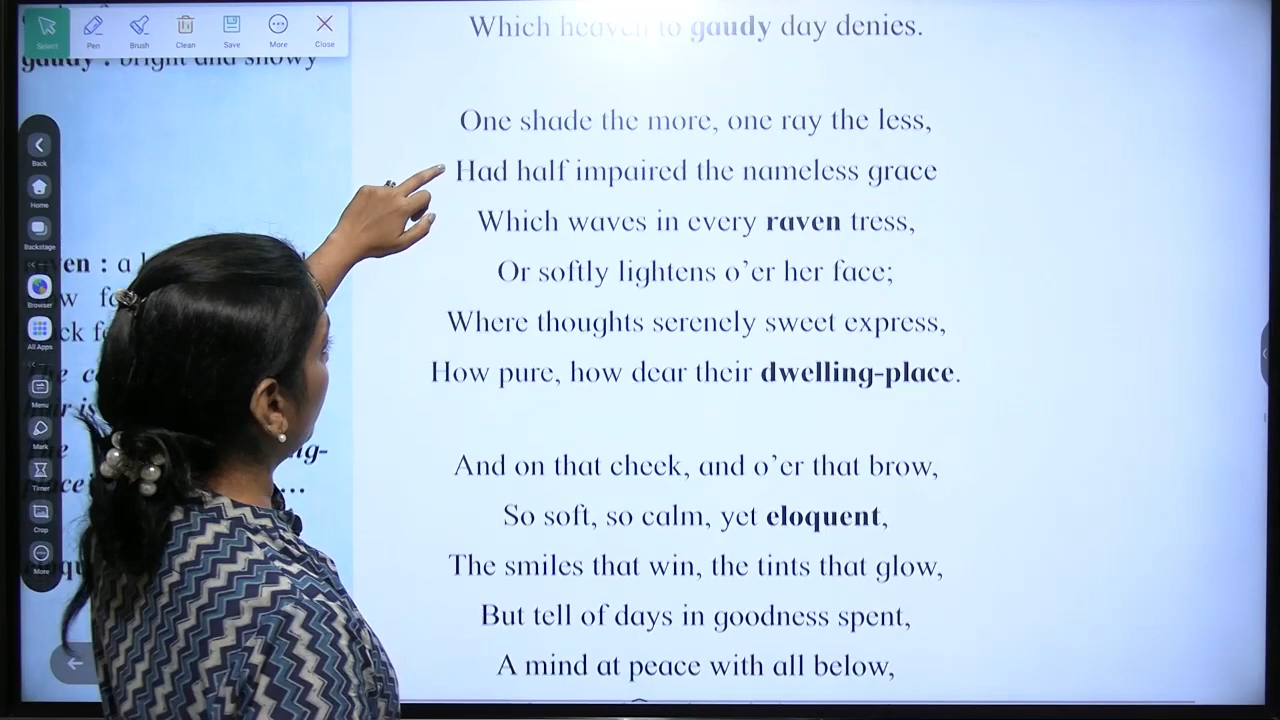 Select
Pen
Brush
Clean
Save
More
Close
gaudy : bright and showy
Back
Home
Backstage
Browser
All Apps
Menu
Mark
Timer
Crop
More
Which heaven to gaudy day denies.
One shade the more, one ray the less,
Had half impaired the nameless grace
Which waves in every raven tress,
Or softly lightens o’er her face;
Where thoughts serenely sweet express,
How pure, how dear their dwelling-place.
And on that cheek, and o’er that brow,
So soft, so calm, yet eloquent,
The smiles that win, the tints that glow,
But tell of days in goodness spent,
A mind at peace with all below,